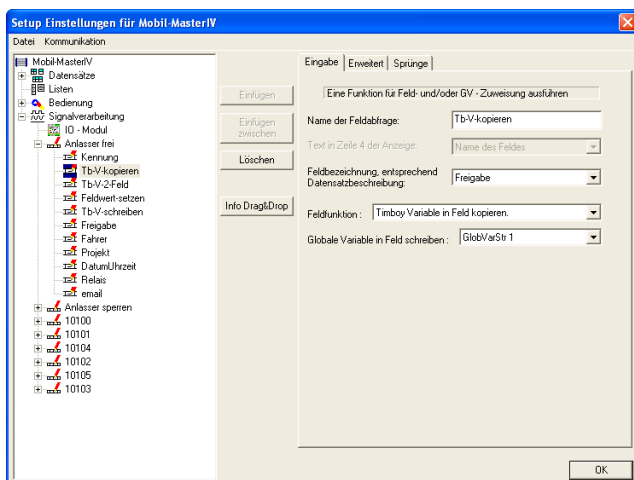 Setup Einstellungen für Mobil-MasterIV
Datei Kommunikation
Mobil-MasterIV
Datensätze
Listen
Bedienung
Signalverarbeitung
IO - Modul
Anlasser frei
Kennung
Tb-V-kopieren
Tb-V-2-Feld
Feldwert-setzen
Tb-V-schreiben
Freigabe
Fahrer
Projekt
DatumUhrzeit
Relais
email
Anlasser sperren
10100
10101
10104
10102
10105
10103
Einfügen
Einfügen
zwischen
Löschen
Info Drag&Drop
Eingabe Erweitert Sprünge
Eine Funktion für Feld- und/oder GV - Zuweisung ausführen
Name der Feldabfrage: Tb-V-kopieren
Text in Zeile 4 der Anzeige: Name des Feldes
Feldbezeichnung, entsprechend
Datensatzbeschreibung: Freigabe
Feldfunktion : Timboy Variable in Feld kopieren.
Globale Variable in Feld schreiben : GlobVarStr 1
OK